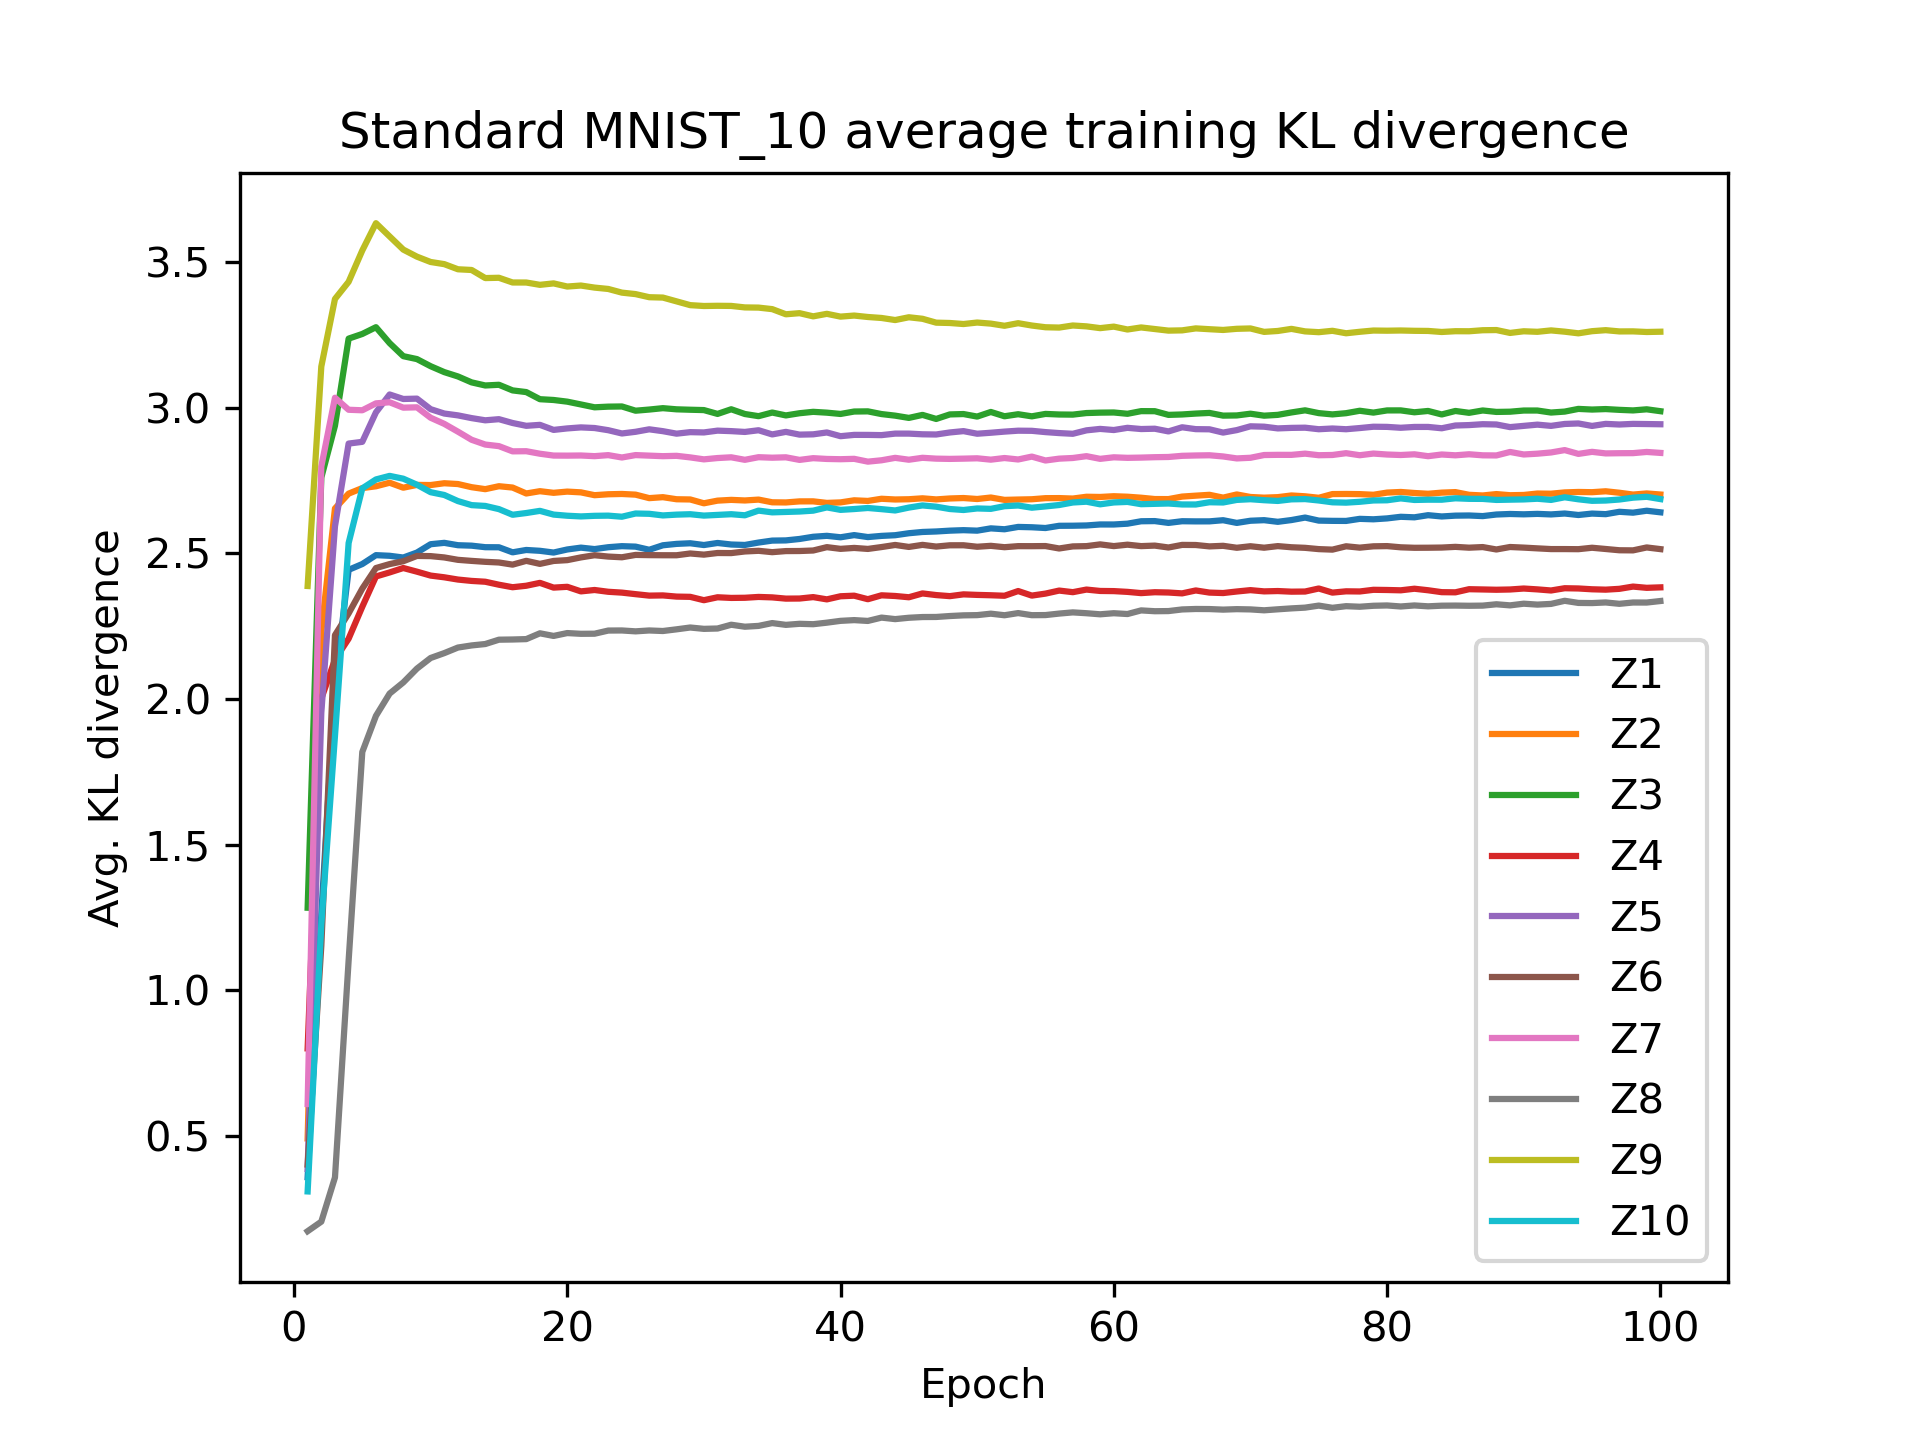 Standard MNIST_10 average training KL divergence
Avg. KL divergence
3.5
3.0
2.5
2.0
1.5
1.0
0.5
Z1
Z2
Z3
Z4
Z5
Z6
Z7
Z8
Z9
Z10
0 20 40 60 80 100
Epoch